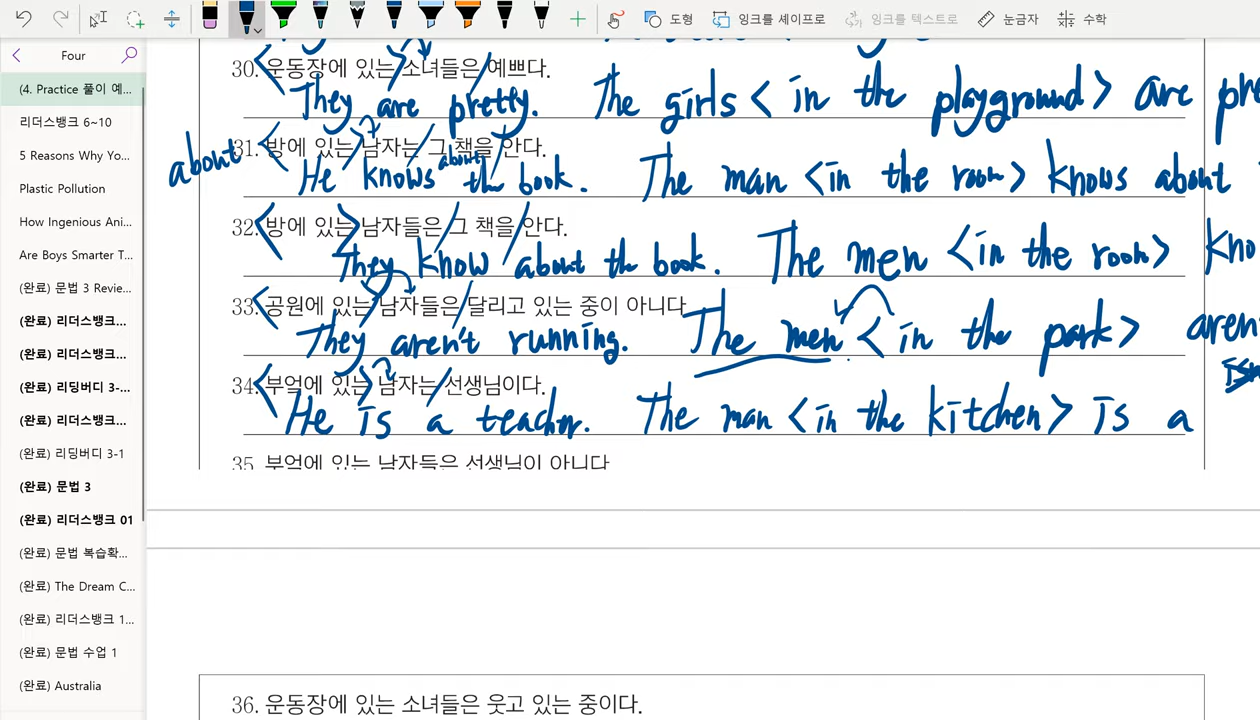 도형
잉크를 셰이프로
잉크를 텍스트로
눈금자
수학
Four
(4. Practice 풀이 예...
리더스뱅크 6~10
5 Reasons Why Yo...
Plastic Pollution
How Ingenious Ani...
Are Boys Smarter T...
(완료) 문법 3 Revie...
(완료) 리더스뱅크...
(완료) 리더스뱅크...
(완료) 리딩버디 3-...
(완료) 리더스뱅크...
(완료) 리딩버디 3-1
(완료) 문법 3
(완료) 리더스뱅크 01
(완료) 문법 복습확...
(완료) The Dream C...
(완료) 리더스뱅크 1...
(완료) 문법 수업 1
(완료) Australia
30. 운동장에 있는 소녀들은 예쁘다.
They are pretty. The girls < in the playground > are pre
31. 방에 있는 남자는 그 책을 안다.
about
about
He knows the book. The man <in the room> knows about
32. 방에 있는 남자들은 그 책을 안다.
They know about the book. The men <in the room> kno
33. 공원에 있는 남자들은 달리고 있는 중이 아니다
They aren't running. The men < in the park > aren
34. 부엌에 있는 남자는 선생님이다.
He is a teacher. The man <in the kitchen> is a
35. 부엌에 있는 남자들은 선생님이 아니다
36. 운동장에 있는 소녀들은 웃고 있는 중이다.